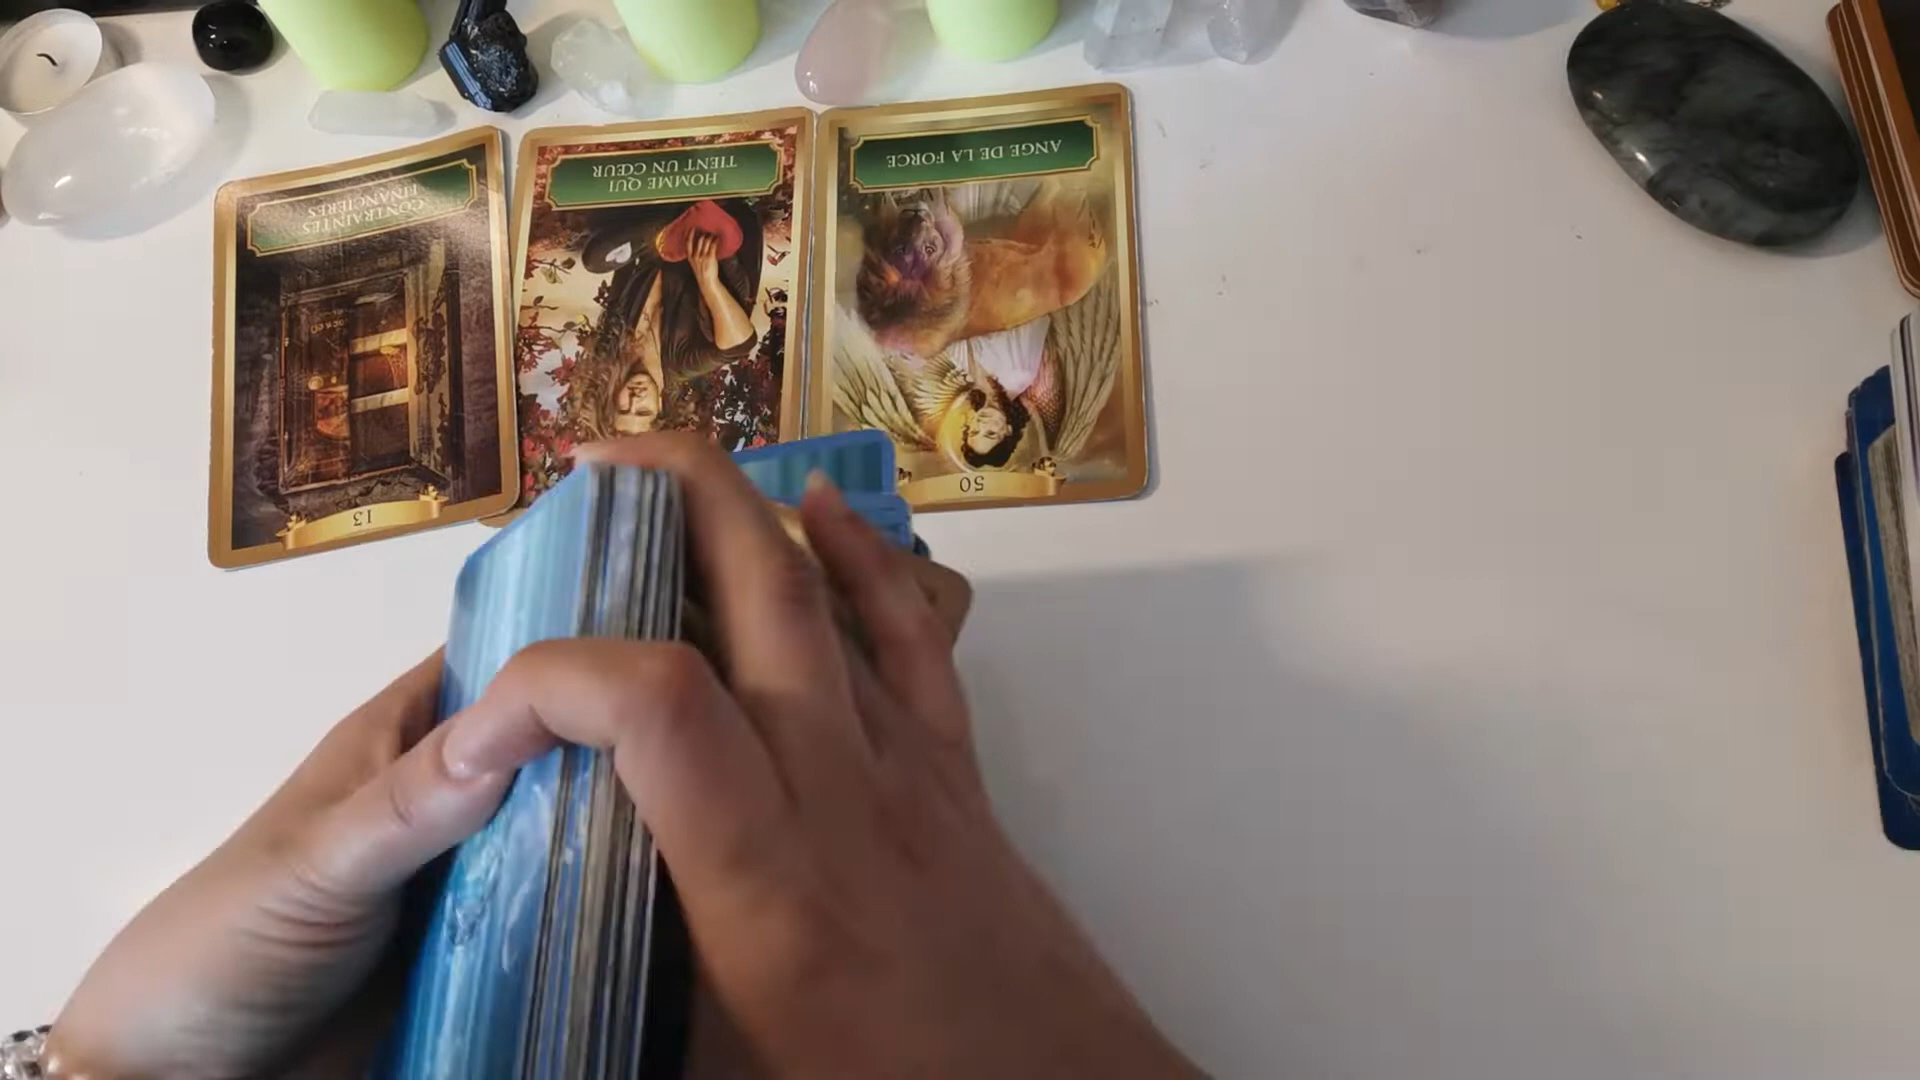 CONTRAINTES
FINANCIÈRES
13
HOMME QUI
TIENT UN CŒUR
ANGE DE LA FORCE
50